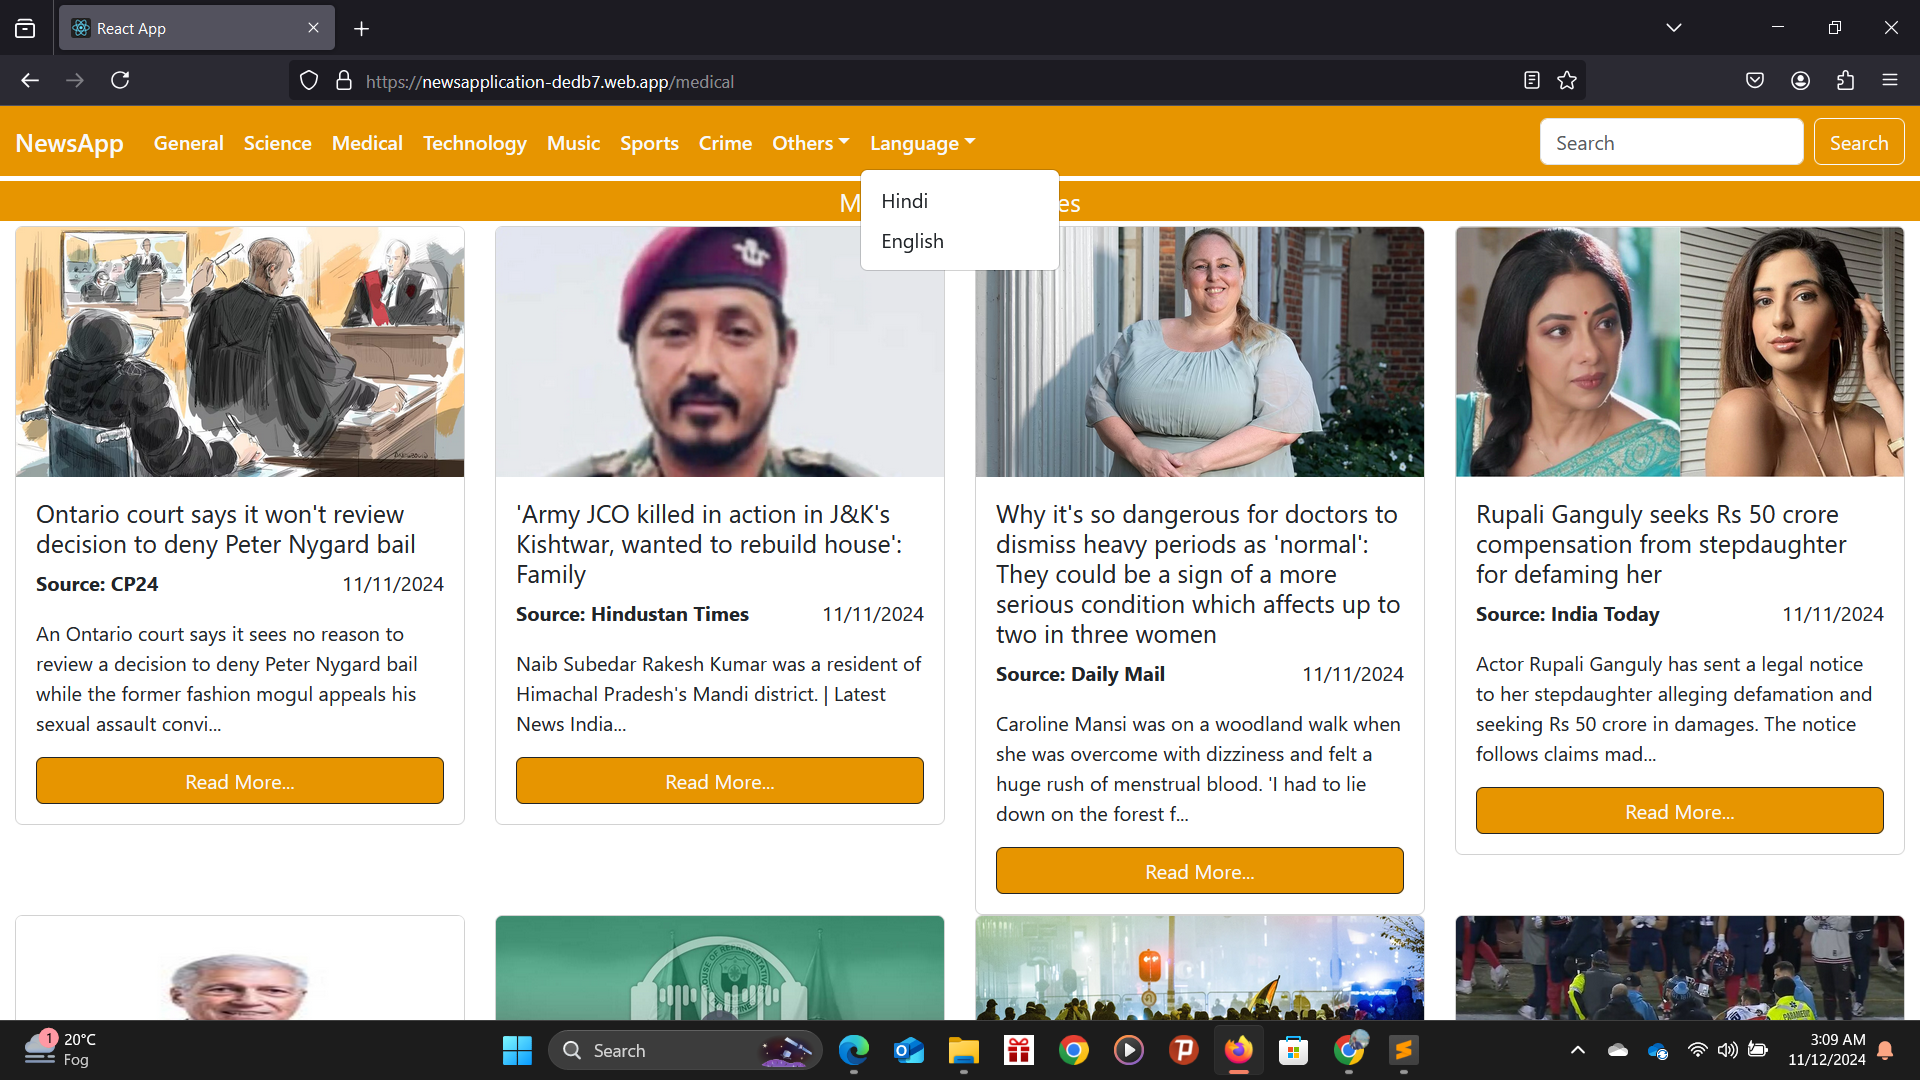 React App
https://newsapplication-dedb7.web.app/medical
NewsApp General Science Medical Technology Music Sports Crime Others Language
Search
Search
Hindi
English
Ontario court says it won't review
decision to deny Peter Nygard bail
Source: CP24 11/11/2024
An Ontario court says it sees no reason to
review a decision to deny Peter Nygard bail
while the former fashion mogul appeals his
sexual assault convi...
Read More...
'Army JCO killed in action in J&K's
Kishtwar, wanted to rebuild house':
Family
Source: Hindustan Times 11/11/2024
Naib Subedar Rakesh Kumar was a resident of
Himachal Pradesh's Mandi district. | Latest
News India...
Read More...
Why it's so dangerous for doctors to
dismiss heavy periods as 'normal':
They could be a sign of a more
serious condition which affects up to
two in three women
Source: Daily Mail 11/11/2024
Caroline Mansi was on a woodland walk when
she was overcome with dizziness and felt a
huge rush of menstrual blood. 'I had to lie
down on the forest f...
Read More...
Rupali Ganguly seeks Rs 50 crore
compensation from stepdaughter
for defaming her
Source: India Today 11/11/2024
Actor Rupali Ganguly has sent a legal notice
to her stepdaughter alleging defamation and
seeking Rs 50 crore in damages. The notice
follows claims mad...
Read More...
PARAMEDIC
1
20°C
Fog
Search
3:09 AM
11/12/2024